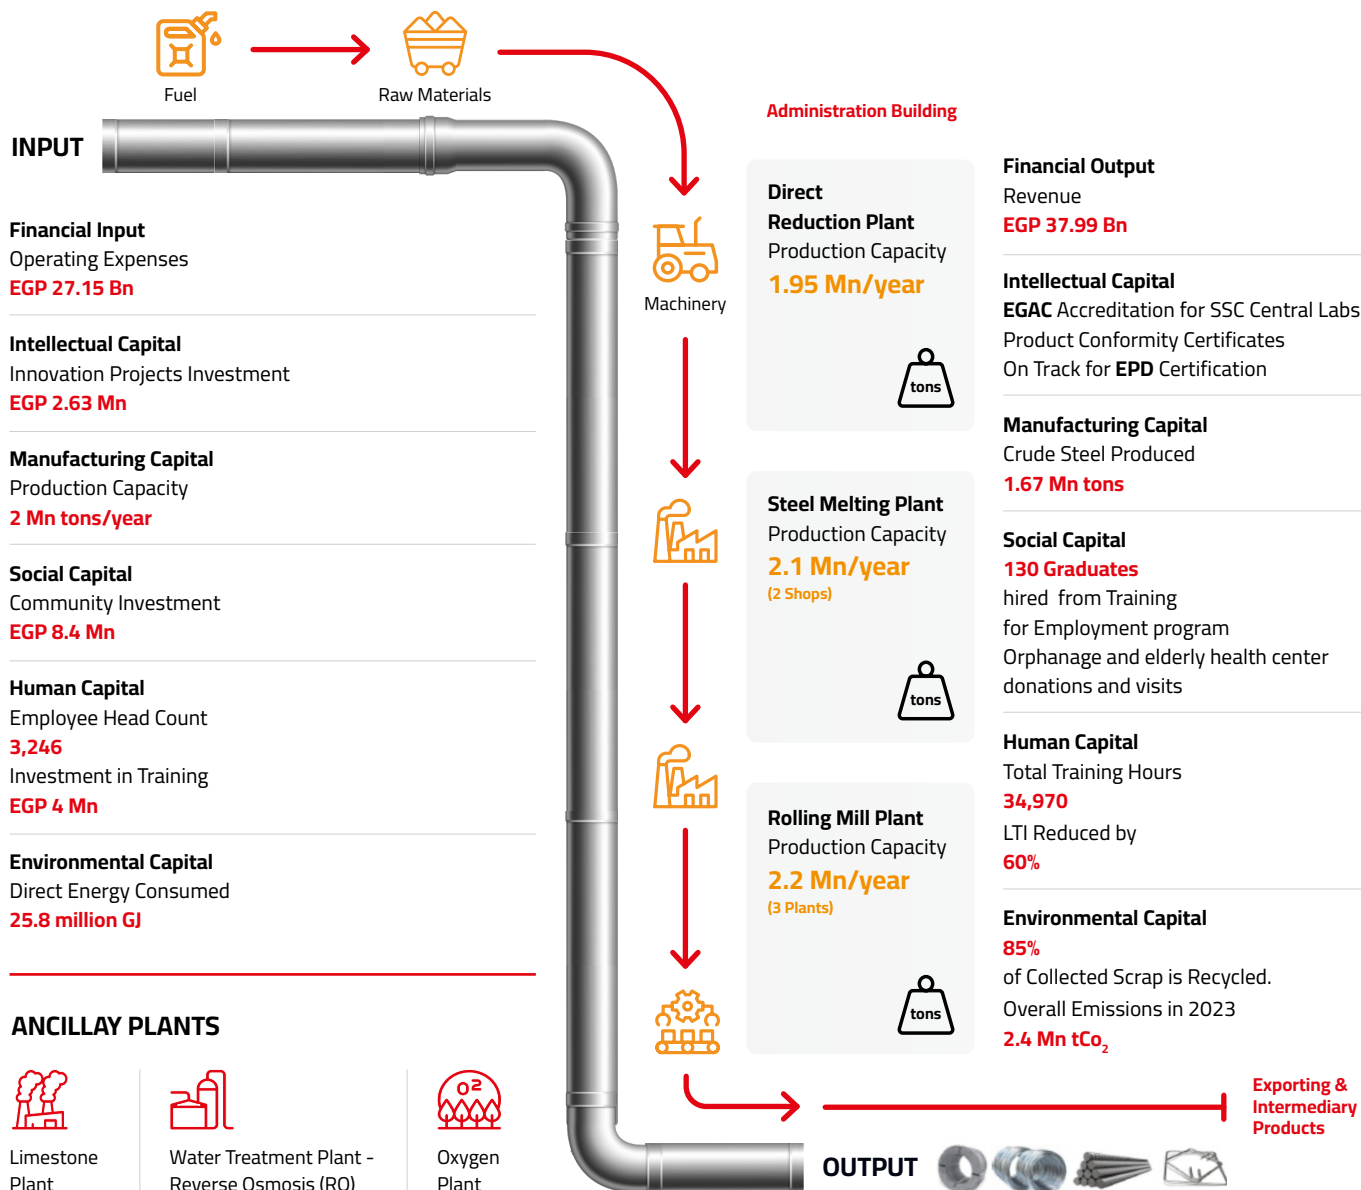 Fuel
Raw Materials
INPUT
Financial Input
Operating Expenses
EGP 27.15 Bn
Intellectual Capital
Innovation Projects Investment
EGP 2.63 Mn
Manufacturing Capital
Production Capacity
2 Mn tons/year
Social Capital
Community Investment
EGP 8.4 Mn
Human Capital
Employee Head Count
3,246
Investment in Training
EGP 4 Mn
Environmental Capital
Direct Energy Consumed
25.8 million GJ
ANCILLAY PLANTS
Limestone
Plant
Water Treatment Plant -
Reverse Osmosis (RO)
O²
Oxygen
Plant
Machinery
Administration Building
Direct
Reduction Plant
Production Capacity
1.95 Mn/year
tons
Steel Melting Plant
Production Capacity
2.1 Mn/year
(2 Shops)
tons
Rolling Mill Plant
Production Capacity
2.2 Mn/year
(3 Plants)
tons
Financial Output
Revenue
EGP 37.99 Bn
Intellectual Capital
EGAC Accreditation for SSC Central Labs
Product Conformity Certificates
On Track for EPD Certification
Manufacturing Capital
Crude Steel Produced
1.67 Mn tons
Social Capital
130 Graduates
hired from Training
for Employment program
Orphanage and elderly health center
donations and visits
Human Capital
Total Training Hours
34,970
LTI Reduced by
60%
Environmental Capital
85%
of Collected Scrap is Recycled.
Overall Emissions in 2023
2.4 Mn tCo₂
Exporting &
Intermediary
Products
OUTPUT